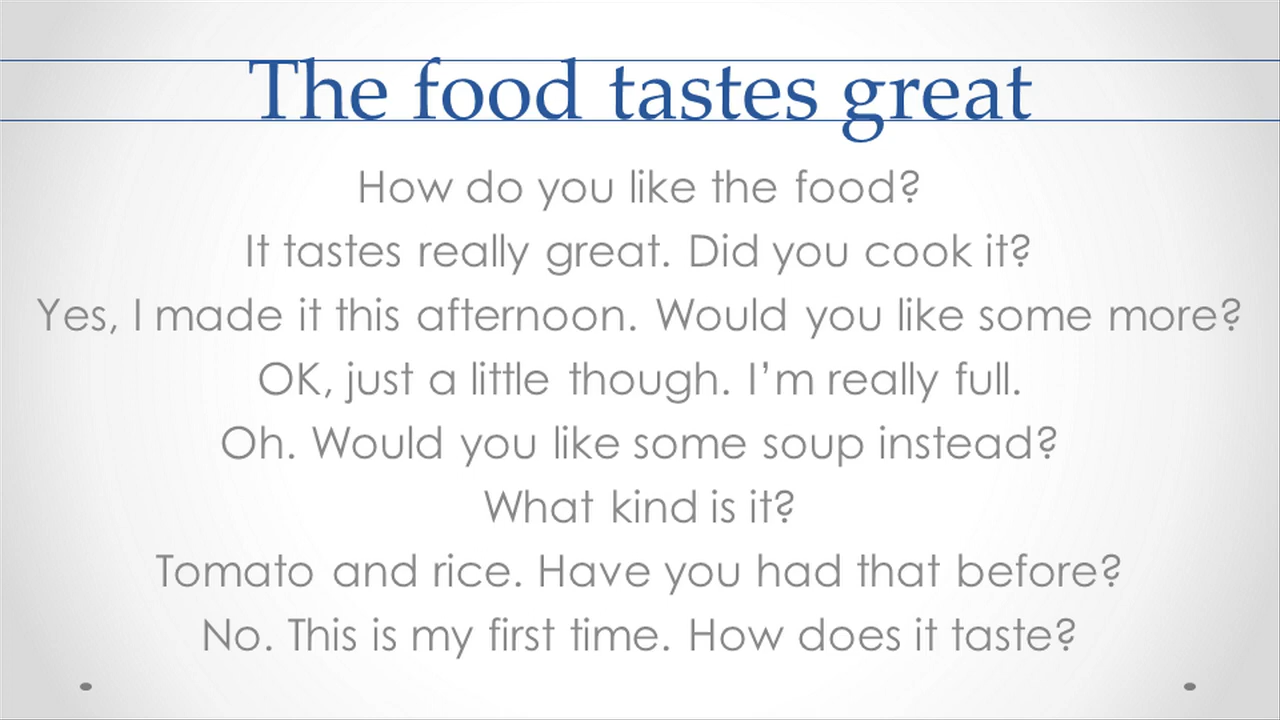 The food tastes great
How do you like the food?
It tastes really great. Did you cook it?
Yes, I made it this afternoon. Would you like some more?
OK, just a little though. I’m really full.
Oh. Would you like some soup instead?
What kind is it?
Tomato and rice. Have you had that before?
No. This is my first time. How does it taste?